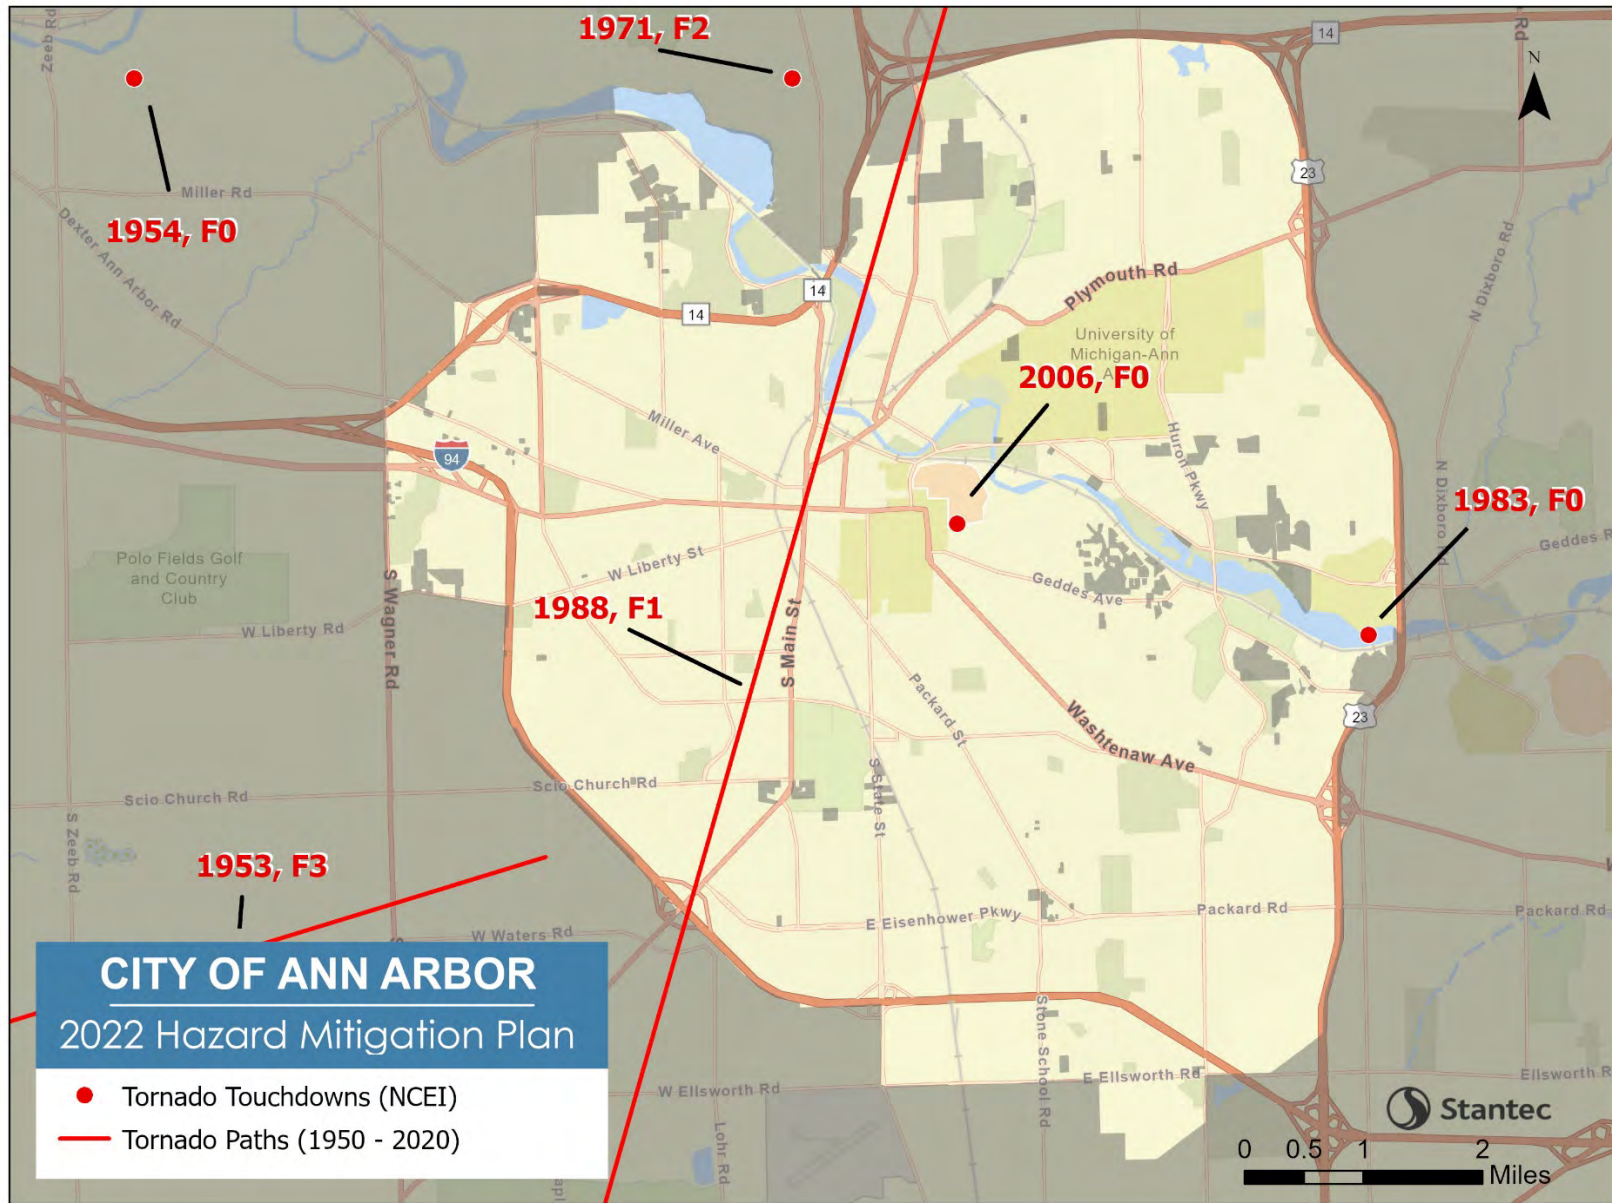 Zeeb Rd
1971, F2
14
Rd
N
1954, F0
Miller Rd
Dexter Ann Arbor Rd
23
N Dixboro Rd
Plymouth Rd
14
14
University of
Michigan-Ann
2006, F0
Miller Ave
94
Huron Pkwy
N Dixboro Rd
1983, F0
Geddes R
Polo Fields Golf
and Country
Club
W Liberty St
Geddes Ave
1988, F1
S Wagner Rd
W Liberty Rd
S Main St
Packard St
Washtenaw Ave
23
Scio Church Rd
Scio Church Rd
S State St
S Zeeb Rd
1953, F3
W Waters Rd
E Eisenhower Pkwy
Packard Rd
Packard Rd
CITY OF ANN ARBOR
2022 Hazard Mitigation Plan
Tornado Touchdowns (NCEI)
Tornado Paths (1950 - 2020)
Stone School Rd
W Ellsworth Rd
E Ellsworth Rd
Ellsworth Rd
Lohr Rd
Stantec
0 0.5 1 2
Miles